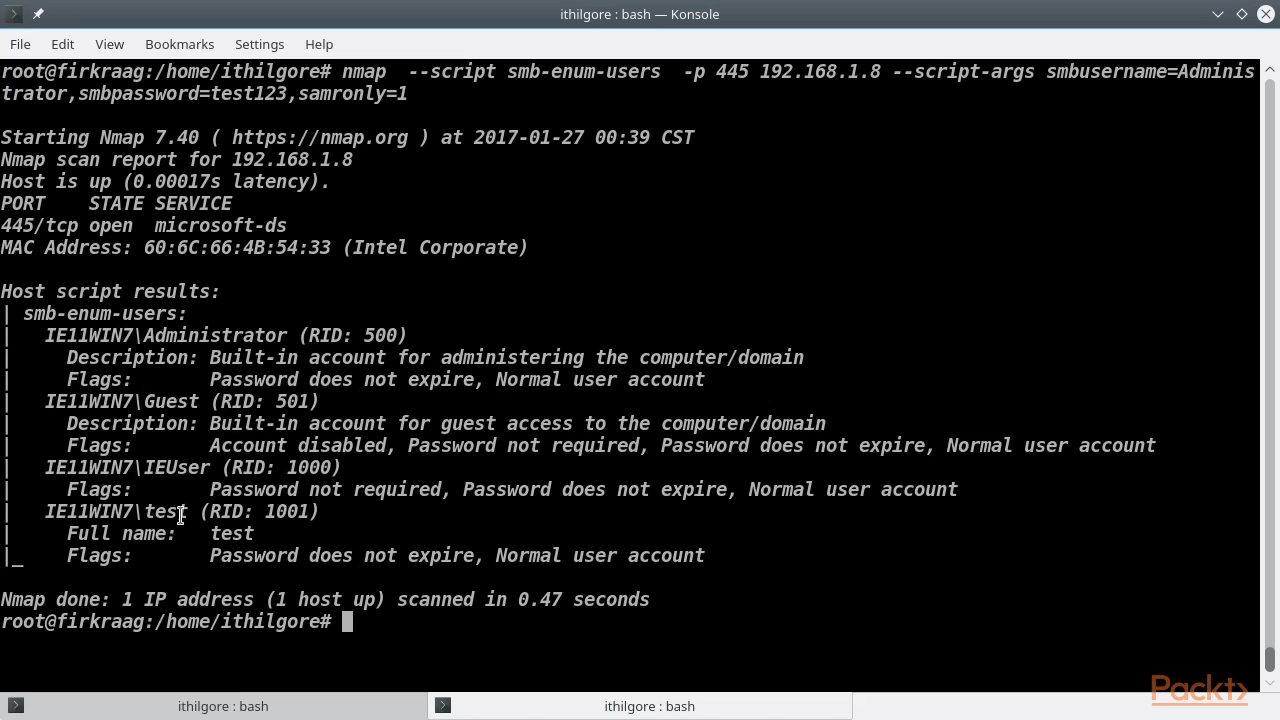 ithilgore : bash — Konsole
File Edit View Bookmarks Settings Help
root@firkraag:/home/ithilgore# nmap  --script smb-enum-users  -p 445 192.168.1.8 --script-args smbusername=Adminis
trator,smbpassword=test123,samronly=1
Starting Nmap 7.40 ( https://nmap.org ) at 2017-01-27 00:39 CST
Nmap scan report for 192.168.1.8
Host is up (0.00017s latency).
PORT    STATE SERVICE
445/tcp open  microsoft-ds
MAC Address: 60:6C:66:4B:54:33 (Intel Corporate)
Host script results:
| smb-enum-users:
|   IE11WIN7\Administrator (RID: 500)
|     Description: Built-in account for administering the computer/domain
|     Flags:       Password does not expire, Normal user account
|   IE11WIN7\Guest (RID: 501)
|     Description: Built-in account for guest access to the computer/domain
|     Flags:       Account disabled, Password not required, Password does not expire, Normal user account
|   IE11WIN7\IEUser (RID: 1000)
|     Flags:       Password not required, Password does not expire, Normal user account
|   IE11WIN7\test (RID: 1001)
|     Full name:   test
|_    Flags:       Password does not expire, Normal user account
Nmap done: 1 IP address (1 host up) scanned in 0.47 seconds
root@firkraag:/home/ithilgore#
Packt>
ithilgore : bash
ithilgore : bash